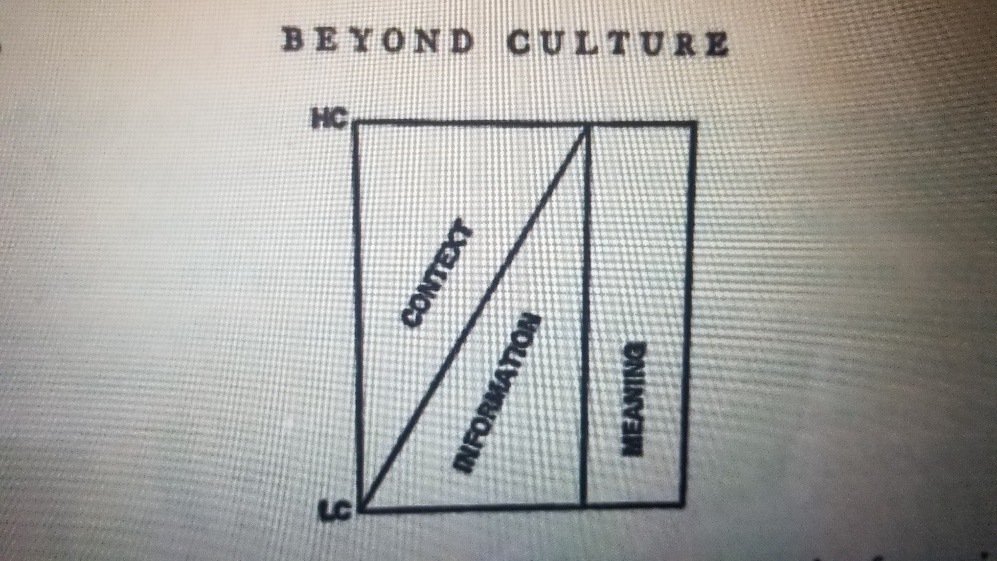 BEYOND CULTURE
HC
CONTEXT
INFORMATION
MEANING
LC